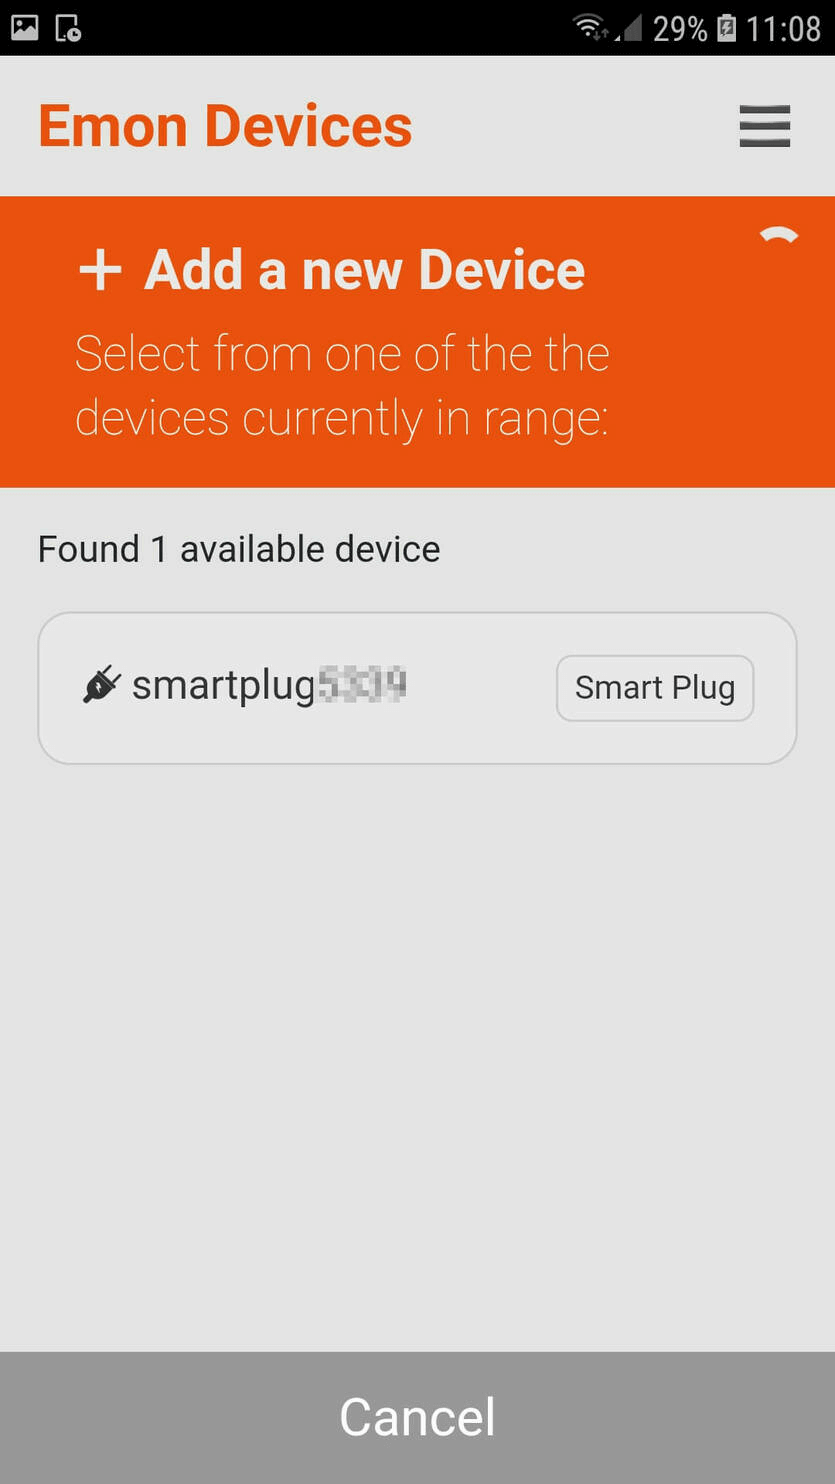 29% 11:08
Emon Devices
+ Add a new Device
Select from one of the the
devices currently in range:
Found 1 available device
smartplug
Smart Plug
Cancel